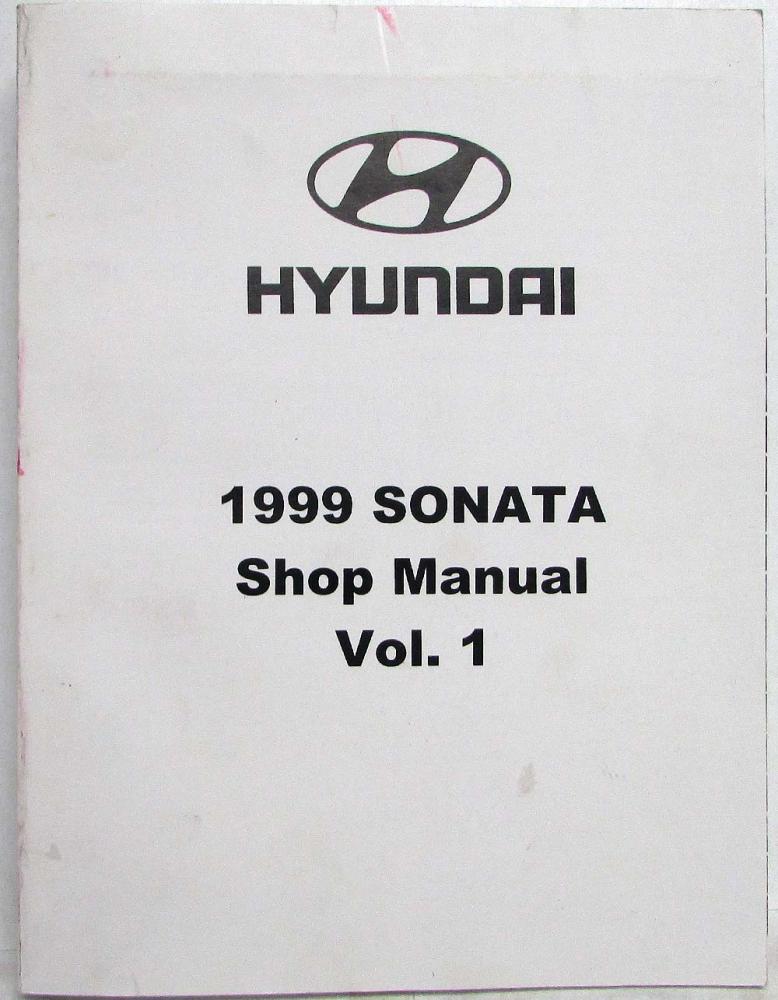 HYUNDAI
1999 SONATA
Shop Manual
Vol. 1